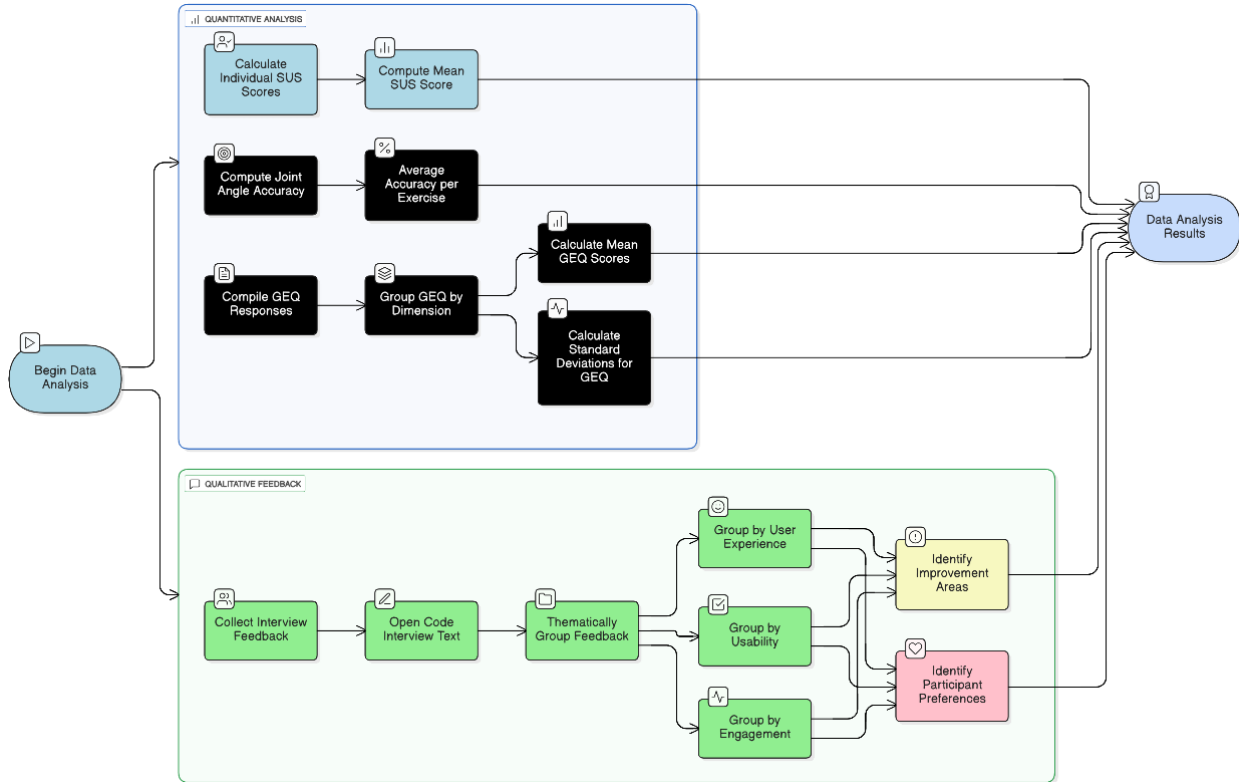 QUANTITATIVE ANALYSIS
Calculate
Individual SUS
Scores
Compute Mean
SUS Score
Compute Joint
Angle Accuracy
Average
Accuracy per
Exercise
Data Analysis
Results
Calculate Mean
GEQ Scores
Compile GEQ
Responses
Group GEQ by
Dimension
Calculate
Standard
Deviations for
GEQ
Begin Data
Analysis
QUALITATIVE FEEDBACK
Group by User
Experience
Identify
Improvement
Areas
Collect Interview
Feedback
Open Code
Interview Text
Thematically
Group Feedback
Group by
Usability
Identify
Participant
Preferences
Group by
Engagement